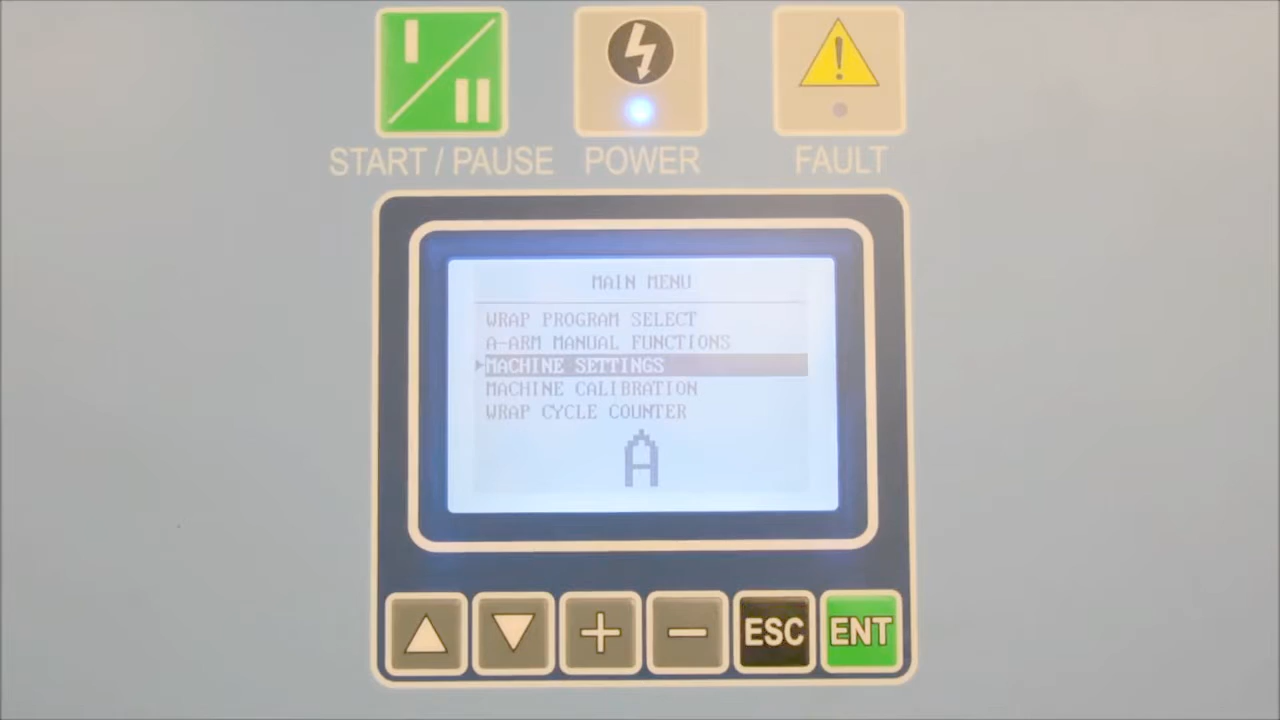 START / PAUSE
POWER
FAULT
MAIN MENU
WRAP PROGRAM SELECT
A-ARM MANUAL FUNCTIONS
MACHINE SETTINGS
MACHINE CALIBRATION
WRAP CYCLE COUNTER
A
ESC
ENT